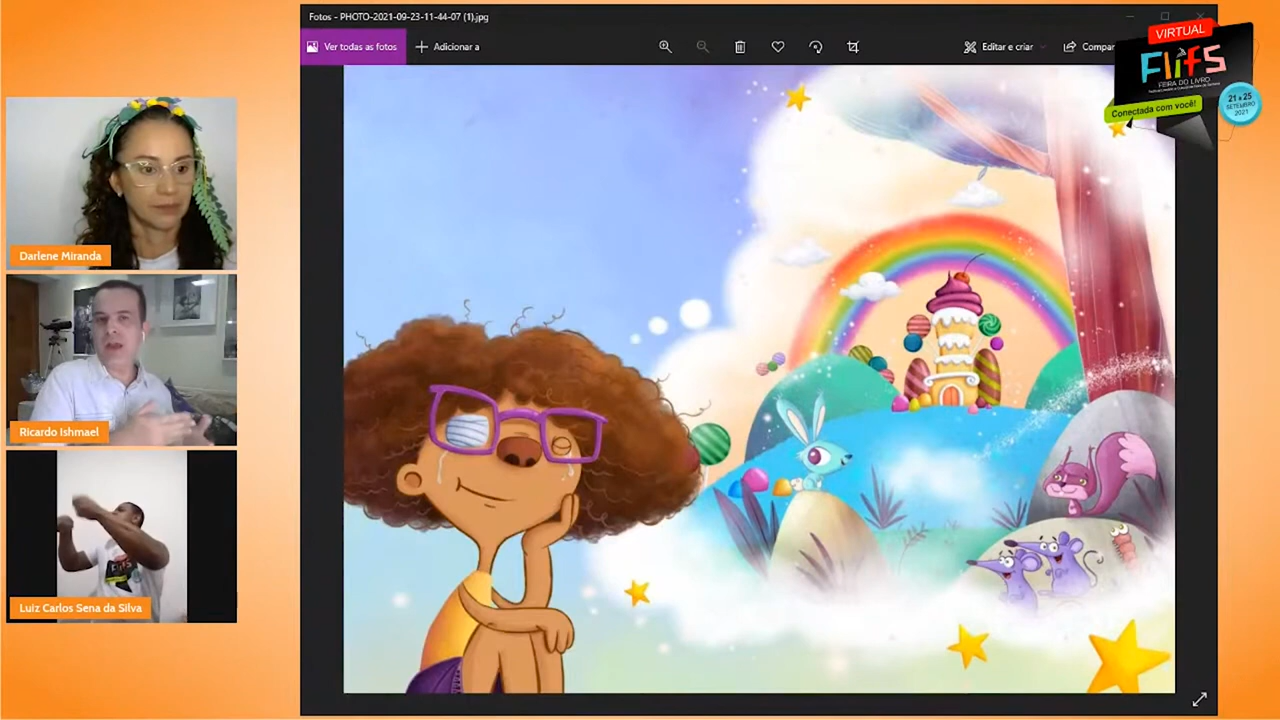 Fotos - PHOTO-2021-09-23-11-44-07 (1).jpg
Ver todas as fotos
Adicionar a
Editar e criar
Compar
VIRTUAL
FLIFS
FEIRA DO LIVRO
Conectada com você!
21 a 25
SETEMBRO
2021
Darlene Miranda
Ricardo Ishmael
FLIFS
Luiz Carlos Sena da Silva